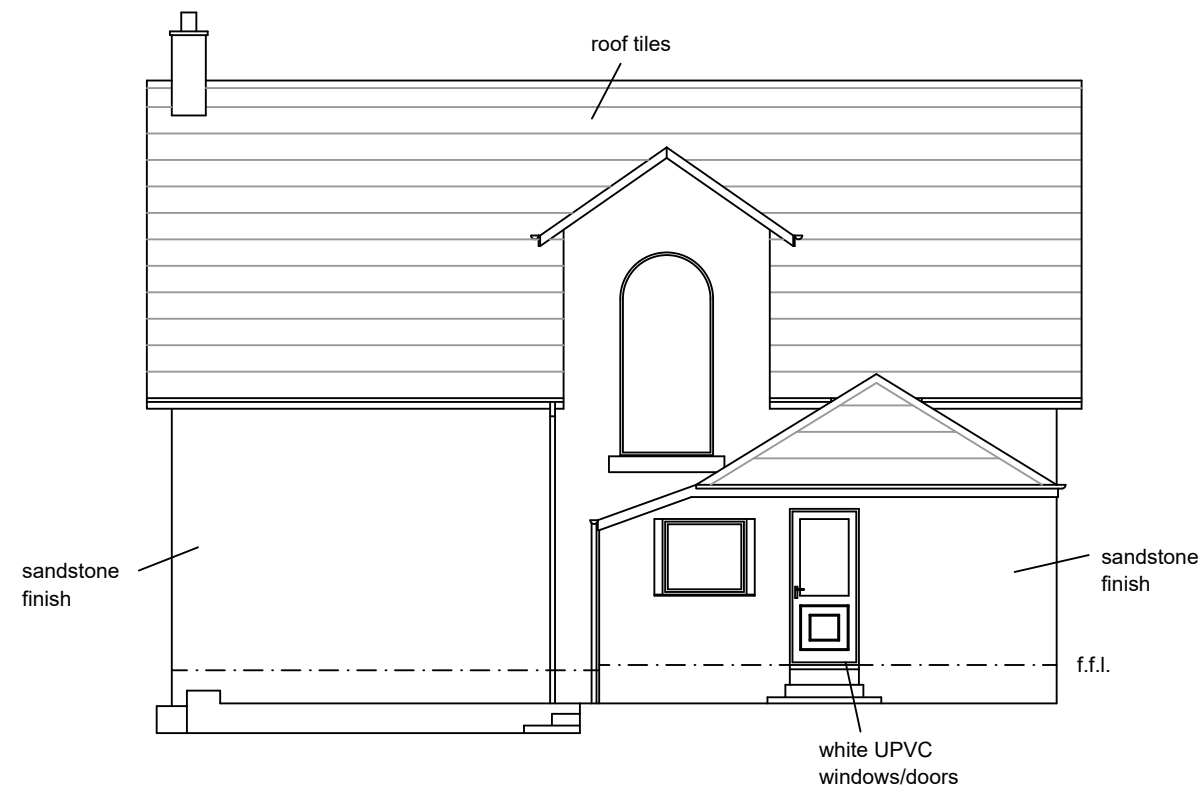 roof tiles
sandstone
finish
sandstone
finish
f.f.l.
white UPVC
windows/doors